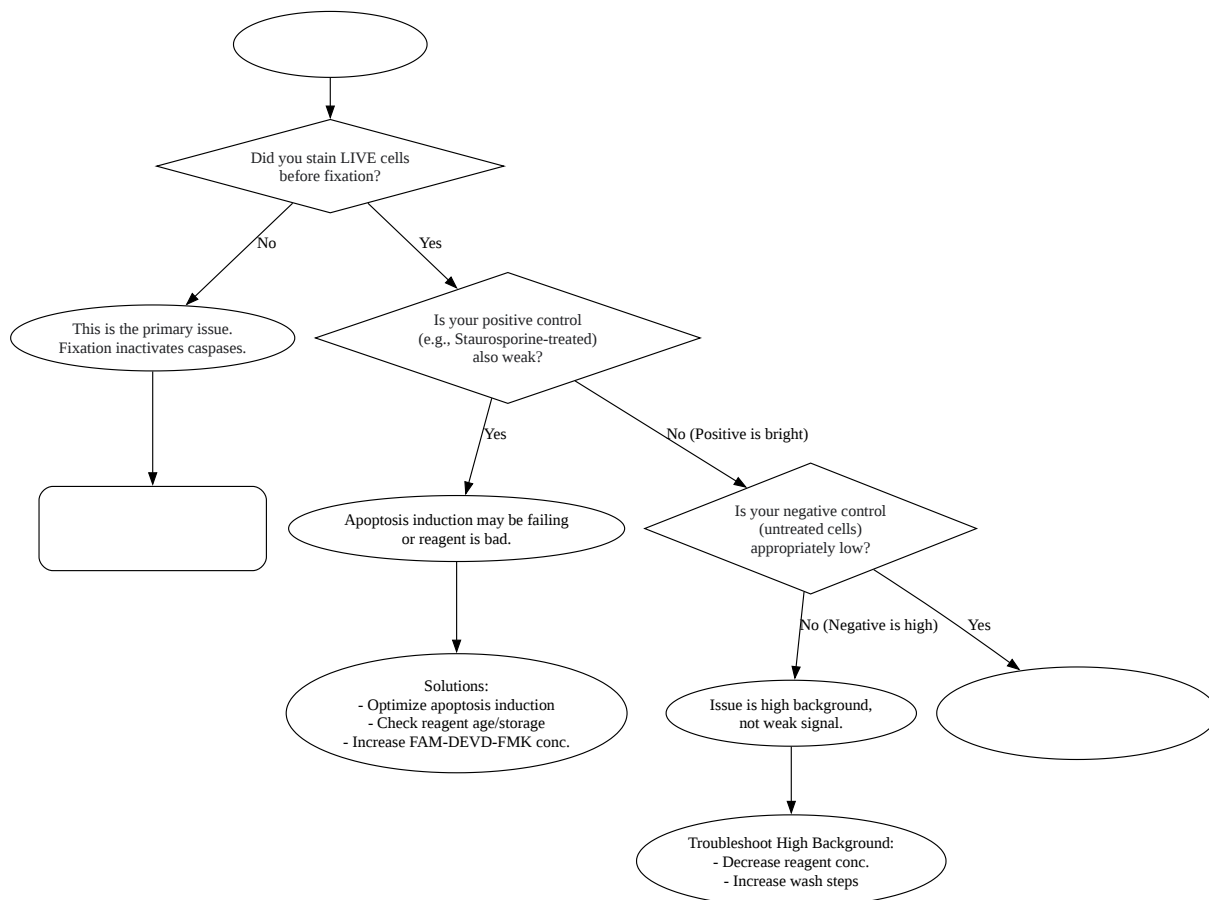 Did you stain LIVE cells
before fixation?
No
Yes
This is the primary issue.
Fixation inactivates caspases.
Is your positive control
(e.g., Staurosporine-treated)
also weak?
Yes
No (Positive is bright)
Apoptosis induction may be failing
or reagent is bad.
Is your negative control
(untreated cells)
appropriately low?
No (Negative is high)
Yes
Solutions:
- Optimize apoptosis induction
- Check reagent age/storage
- Increase FAM-DEVD-FMK conc.
Issue is high background,
not weak signal.
Troubleshoot High Background:
- Decrease reagent conc.
- Increase wash steps